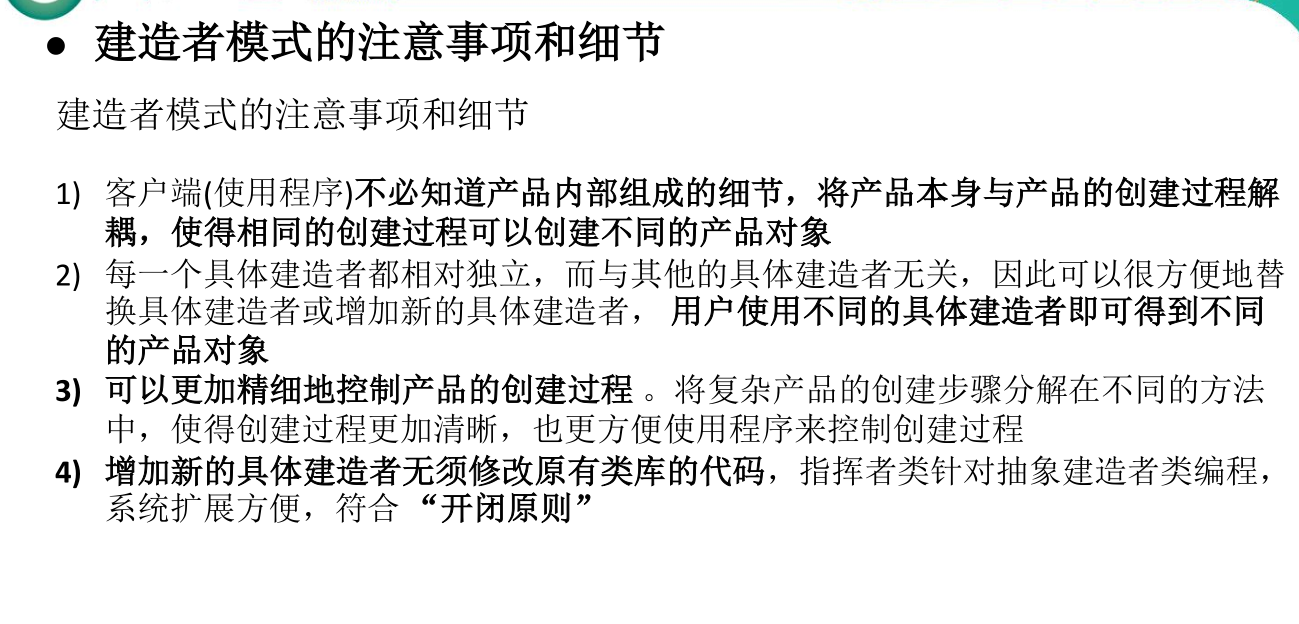 ● 建造者模式的注意事项和细节
建造者模式的注意事项和细节
1) 客户端(使用程序)不必知道产品内部组成的细节，将产品本身与产品的创建过程解
耦，使得相同的创建过程可以创建不同的产品对象
2) 每一个具体建造者都相对独立，而与其他的具体建造者无关，因此可以很方便地替
换具体建造者或增加新的具体建造者， 用户使用不同的具体建造者即可得到不同
的产品对象
3) 可以更加精细地控制产品的创建过程 。将复杂产品的创建步骤分解在不同的方法
中，使得创建过程更加清晰，也更方便使用程序来控制创建过程
4) 增加新的具体建造者无须修改原有类库的代码，指挥者类针对抽象建造者类编程，
系统扩展方便，符合 “开闭原则”